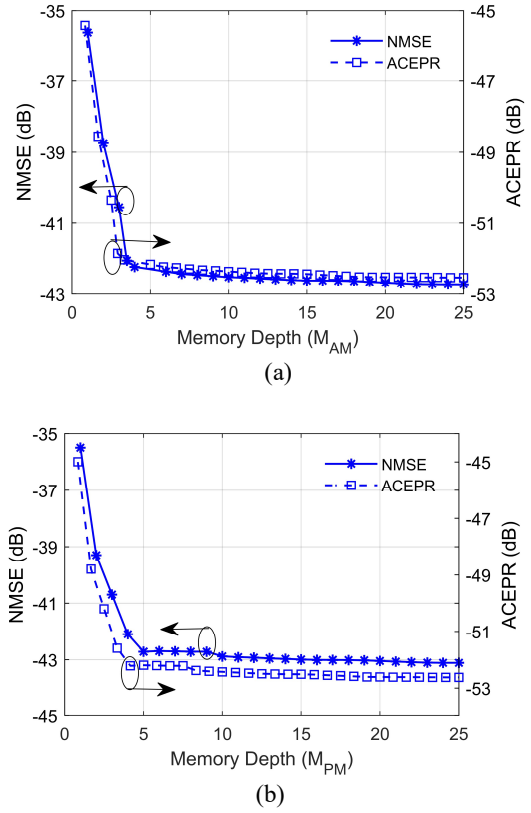 -35
-37
-39
-41
-43
NMSE (dB)
-45
-47
-49
-51
-53
ACEPR (dB)
NMSE
ACEPR
0 5 10 15 20 25
Memory Depth (M_AM)
(a)
-35
-37
-39
-41
-43
-45
NMSE (dB)
-45
-47
-49
-51
-53
ACEPR (dB)
NMSE
ACEPR
0 5 10 15 20 25
Memory Depth (M_PM)
(b)